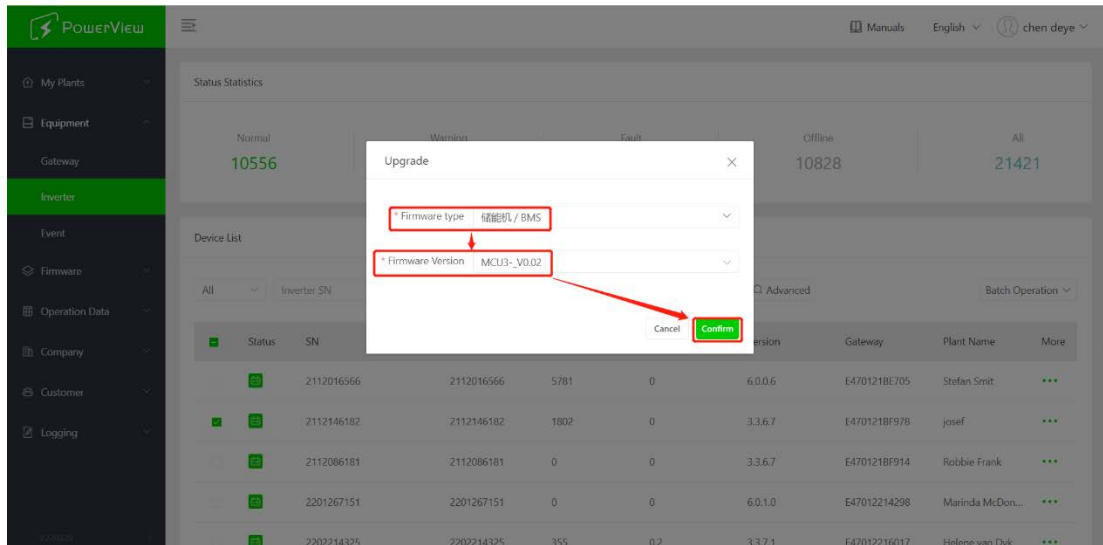 PowerView
Manuals English chen deye
My Plants
Equipment
Gateway
Inverter
Event
Firmware
Operation Data
Company
Customer
Logging
Status Statistics
Normal Warning Fault Offline All
10556 10828 21421
Upgrade
* Firmware type 储能机 / BMS
* Firmware Version MCU3-_V0.02
Cancel Confirm
Device List
All Inverter SN Advanced Batch Operation
Status SN ersion Gateway Plant Name More
2112016566 2112016566 5781 0 6.0.0.6 E470121BE705 Stefan Smit
2112146182 2112146182 1802 0 3.3.6.7 E470121BF978 josef
2112086181 2112086181 0 0 3.3.6.7 E470121BF914 Robbie Frank
2201267151 2201267151 0 0 6.0.1.0 E47012214298 Marinda McDon...
2202214325 2202214325 355 0.2 3.3.7.1 E47012216017 Helene van Dyk